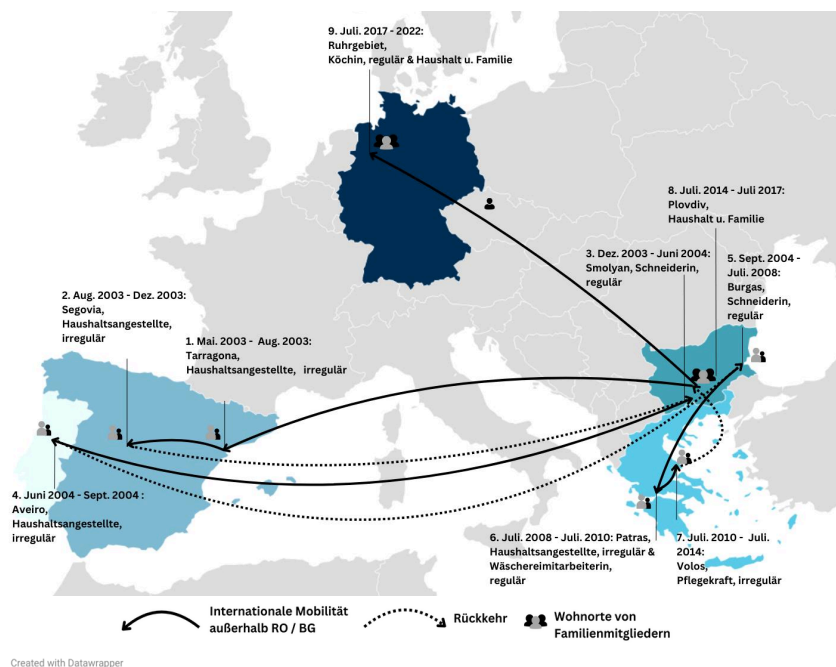 9. Juli. 2017 - 2022:
Ruhrgebiet,
Köchin, regulär & Haushalt u. Familie
8. Juli. 2014 - Juli 2017:
Plovdiv,
Haushalt u. Familie
3. Dez. 2003 - Juni 2004:
Smolyan, Schneiderin,
regulär
5. Sept. 2004 -
Juli. 2008:
Burgas,
Schneiderin,
regulär
2. Aug. 2003 - Dez. 2003:
Segovia,
Haushaltsangestellte,
irregulär
1. Mai. 2003 - Aug. 2003:
Tarragona,
Haushaltsangestellte, irregulär
4. Juni 2004 - Sept. 2004 :
Aveiro,
Haushaltsangestellte,
irregulär
6. Juli. 2008 - Juli. 2010: Patras,
Haushaltsangestellte, irregulär &
Wäschereimitarbeiterin,
regulär
7. Juli. 2010 - Juli.
2014:
Volos,
Pflegekraft, irregulär
Internationale Mobilität
außerhalb RO / BG
Rückkehr
Wohnorte von
Familienmitgliedern
Created with Datawrapper